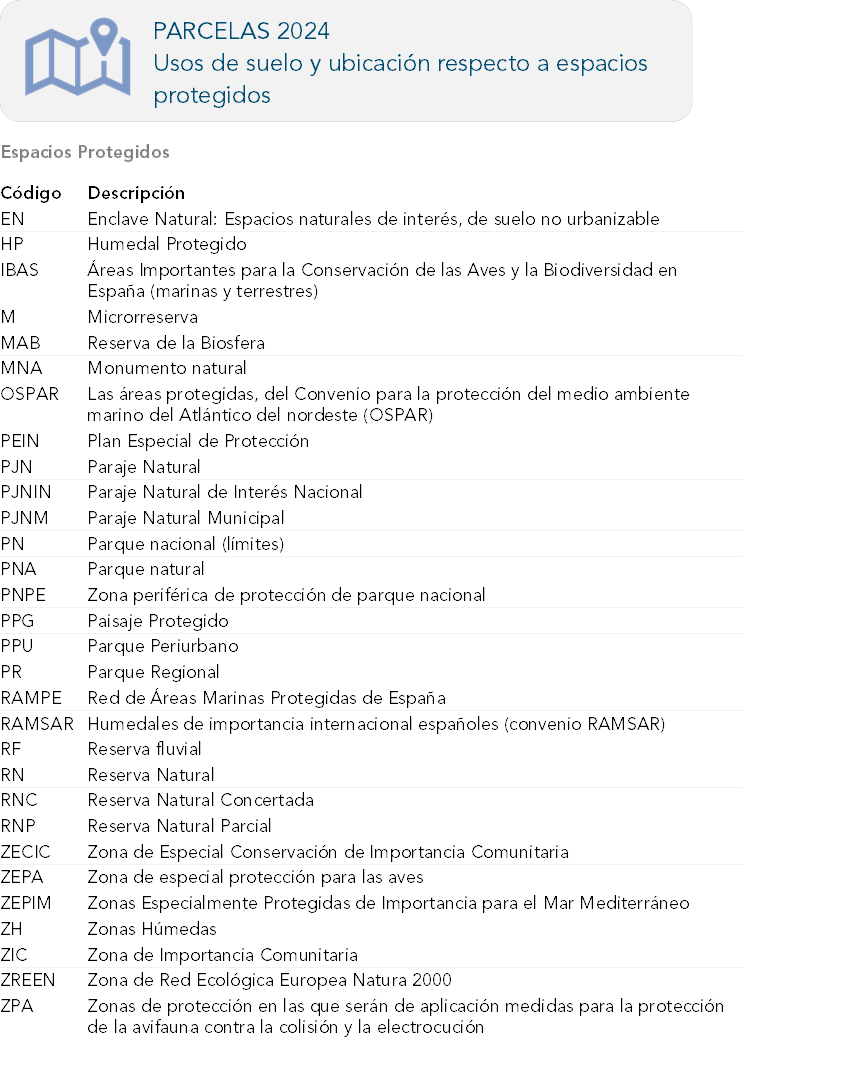 PARCELAS 2024
Usos de suelo y ubicación respecto a espacios
protegidos
Espacios Protegidos
Código Descripción
EN Enclave Natural: Espacios naturales de interés, de suelo no urbanizable
HP Humedal Protegido
IBAS Áreas Importantes para la Conservación de las Aves y la Biodiversidad en
España (marinas y terrestres)
M Microrreserva
MAB Reserva de la Biosfera
MNA Monumento natural
OSPAR Las áreas protegidas, del Convenio para la protección del medio ambiente
marino del Atlántico del nordeste (OSPAR)
PEIN Plan Especial de Protección
PJN Paraje Natural
PJNIN Paraje Natural de Interés Nacional
PJNM Paraje Natural Municipal
PN Parque nacional (límites)
PNA Parque natural
PNPE Zona periférica de protección de parque nacional
PPG Paisaje Protegido
PPU Parque Periurbano
PR Parque Regional
RAMPE Red de Áreas Marinas Protegidas de España
RAMSAR Humedales de importancia internacional españoles (convenio RAMSAR)
RF Reserva fluvial
RN Reserva Natural
RNC Reserva Natural Concertada
RNP Reserva Natural Parcial
ZECIC Zona de Especial Conservación de Importancia Comunitaria
ZEPA Zona de especial protección para las aves
ZEPIM Zonas Especialmente Protegidas de Importancia para el Mar Mediterráneo
ZH Zonas Húmedas
ZIC Zona de Importancia Comunitaria
ZREEN Zona de Red Ecológica Europea Natura 2000
ZPA Zonas de protección en las que serán de aplicación medidas para la protección
de la avifauna contra la colisión y la electrocución